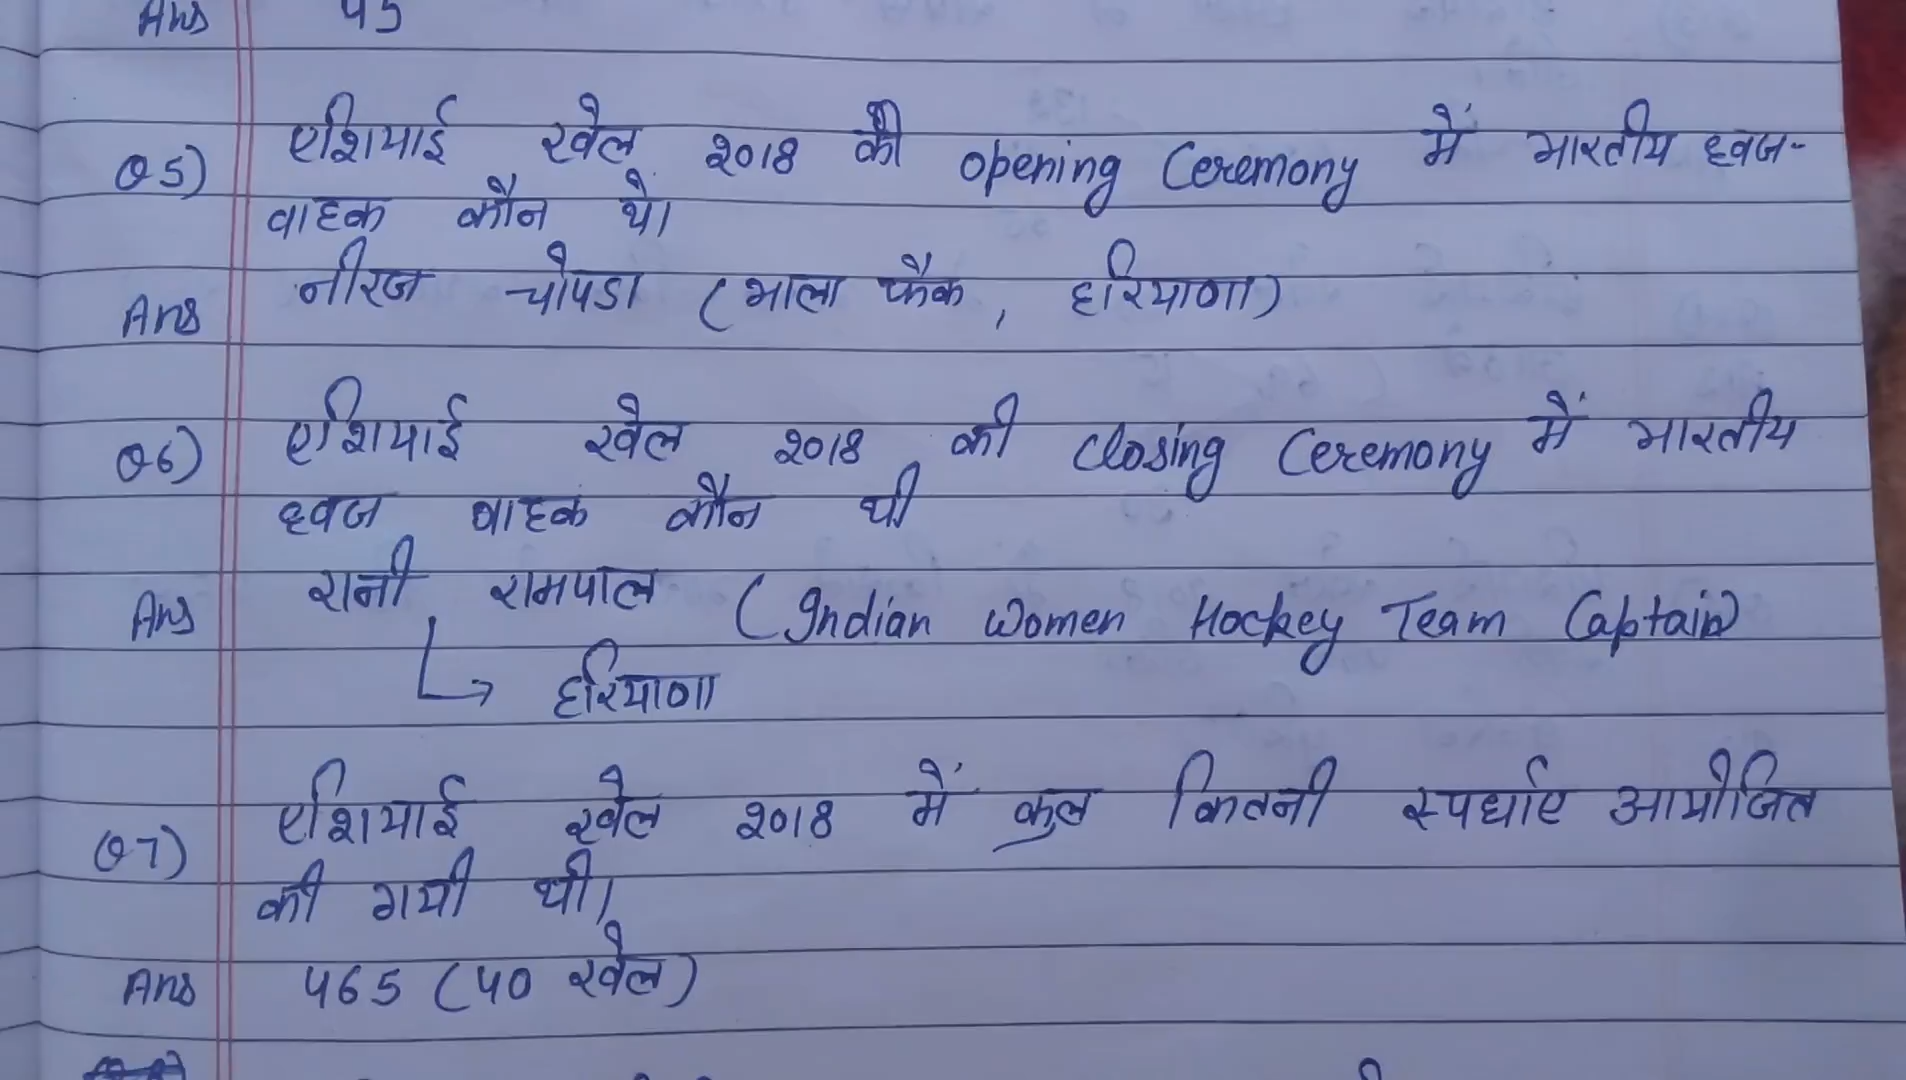 Ans 45
Q5) एशियाई खेल 2018 की opening Ceremony में भारतीय ध्वज-
वाहक कौन थे।
Ans नीरज चोपडा (भाला फैक, हरियाणा)
Q6) एशियाई खेल 2018 की closing Ceremony में भारतीय
ध्वज वाहक कौन थी
Ans रानी रामपाल (Indian Women Hockey Team Captain)
↳ हरियाणा
Q7) एशियाई खेल 2018 में कुल कितनी स्पर्धाए आयोजित
की गयी थी।
Ans 465 (40 खेल)